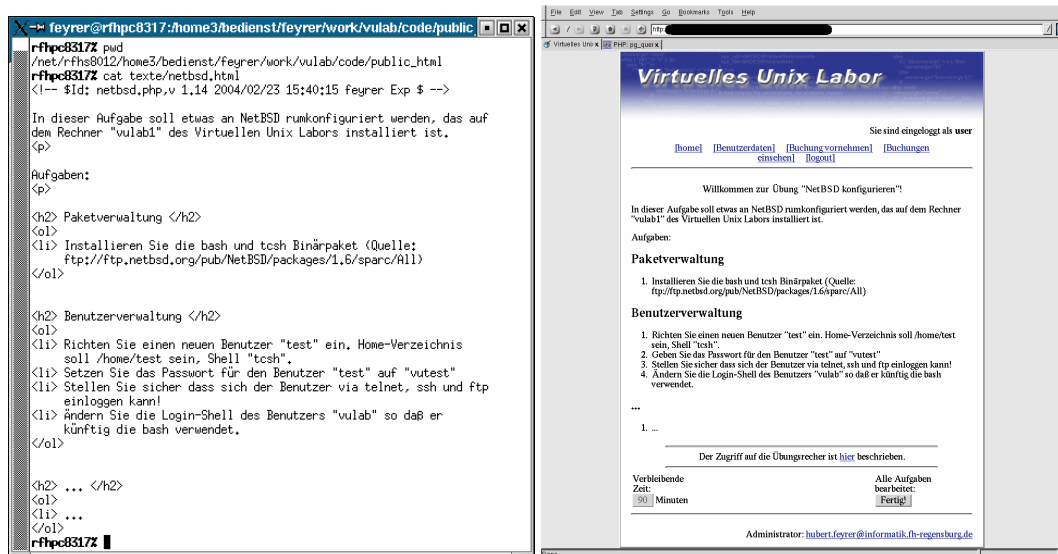 feyrer@rfhpc8317:/home3/bedienst/feyrer/work/vulab/code/public_
rfhpc8317% pwd
/net/rfhs8012/home3/bedienst/feyrer/work/vulab/code/public_html
rfhpc8317% cat texte/netbsd.html
<!-- $Id: netbsd.php,v 1.14 2004/02/23 15:40:15 feyrer Exp $ -->
In dieser Aufgabe soll etwas an NetBSD rumkonfiguriert werden, das auf
dem Rechner "vulab1" des Virtuellen Unix Labors installiert ist.
<p>
Aufgaben:
<p>
<h2> Paketverwaltung </h2>
<ol>
<li> Installieren Sie die bash und tcsh Binärpaket (Quelle:
ftp://ftp.netbsd.org/pub/NetBSD/packages/1.6/sparc/All)
</ol>
<h2> Benutzerverwaltung </h2>
<ol>
<li> Richten Sie einen neuen Benutzer "test" ein. Home-Verzeichnis
soll /home/test sein, Shell "tcsh".
<li> Setzen Sie das Passwort für den Benutzer "test" auf "vutest"
<li> Stellen Sie sicher dass sich der Benutzer via telnet, ssh und ftp
einloggen kann!
<li> Ändern Sie die Login-Shell des Benutzers "vulab" so daß er
künftig die bash verwendet.
</ol>
<h2> ... </h2>
<ol>
<li> ...
</ol>
rfhpc8317%
File Edit View Tab Settings Go Bookmarks Tools Help
http:
Virtuelles Uni x PHP: pg_quer x
Virtuelles Unix Labor
Sie sind eingeloggt als user
[home] [Benutzerdaten] [Buchung vornehmen] [Buchungen
einsehen] [logout]
Willkommen zur Übung "NetBSD konfigurieren"!
In dieser Aufgabe soll etwas an NetBSD rumkonfiguriert werden, das auf dem Rechner
"vulab1" des Virtuellen Unix Labors installiert ist.
Aufgaben:
Paketverwaltung
1. Installieren Sie die bash und tcsh Binärpaket (Quelle:
ftp://ftp.netbsd.org/pub/NetBSD/packages/1.6/sparc/All)
Benutzerverwaltung
1. Richten Sie einen neuen Benutzer "test" ein. Home-Verzeichnis soll /home/test
sein, Shell "tcsh".
2. Geben Sie das Passwort für den Benutzer "test" auf "vutest"
3. Stellen Sie sicher dass sich der Benutzer via telnet, ssh und ftp einloggen kann!
4. Ändern Sie die Login-Shell des Benutzers "vulab" so daß er künftig die bash
verwendet.
...
1. ...
Der Zugriff auf die Übungsrecher ist hier beschrieben.
Verbleibende
Zeit:
90 Minuten
Alle Aufgaben
bearbeitet:
Fertig!
Administrator: hubert.feyrer@informatik.fh-regensburg.de